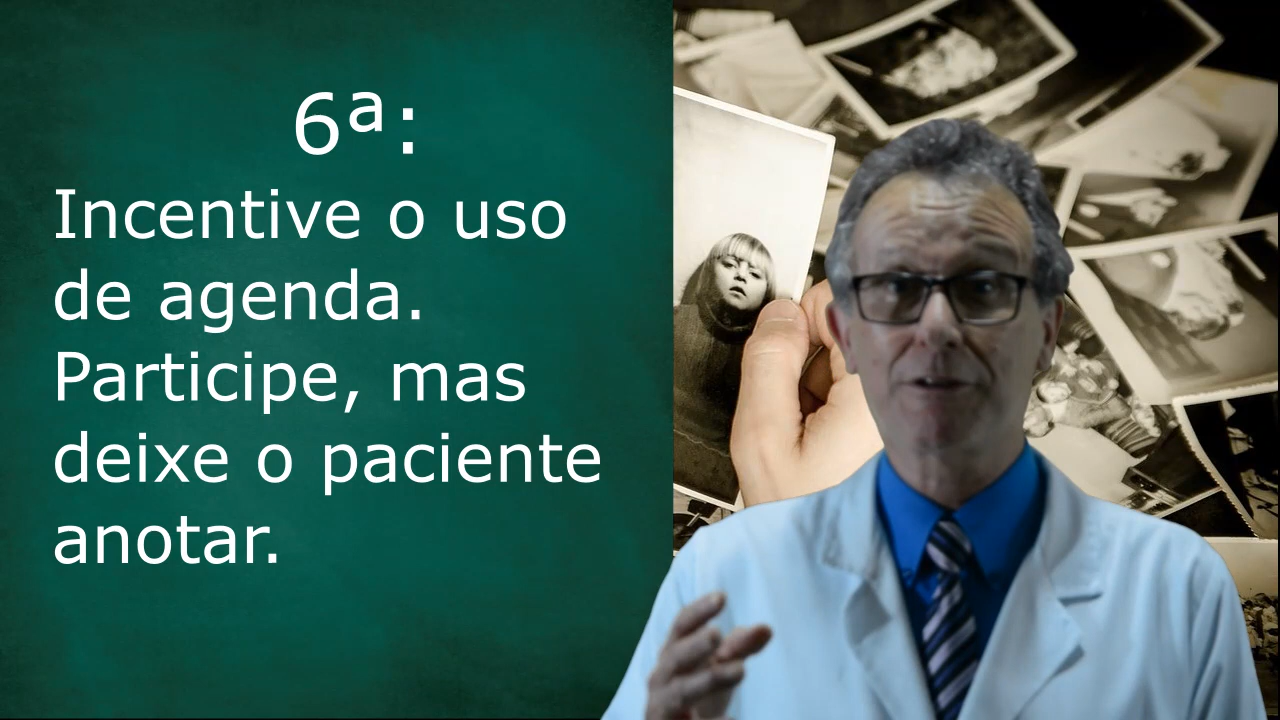 6ª:
Incentive o uso
de agenda.
Participe, mas
deixe o paciente
anotar.